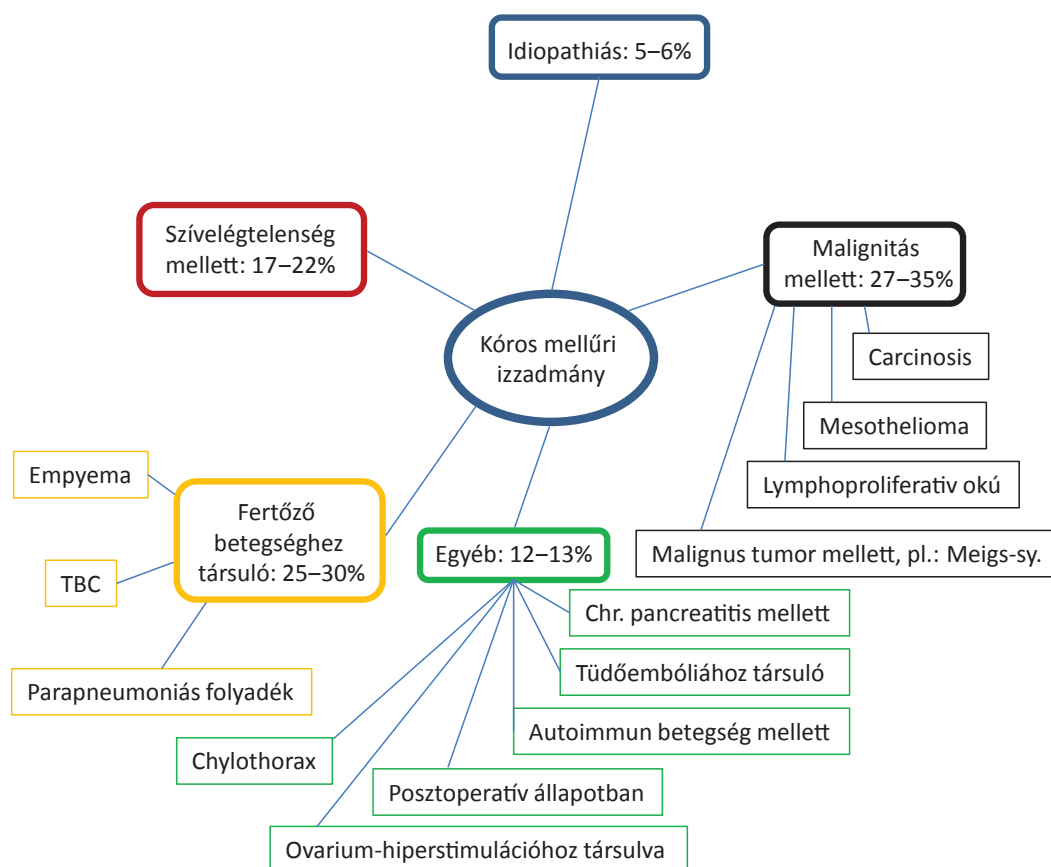 Idiopathiás: 5–6%
Szívelégtelenség
mellett: 17–22%
Malignitás
mellett: 27–35%
Kóros mellűri
izzadmány
Carcinosis
Mesothelioma
Lymphoproliferatív okú
Malignus tumor mellett, pl.: Meigs-sy.
Empyema
Fertőző
betegséghez
társuló: 25–30%
TBC
Parapneumoniás folyadék
Egyéb: 12–13%
Chr. pancreatitis mellett
Tüdőembóliához társuló
Autoimmun betegség mellett
Chylothorax
Posztoperatív állapotban
Ovarium-hiperstimulációhoz társulva